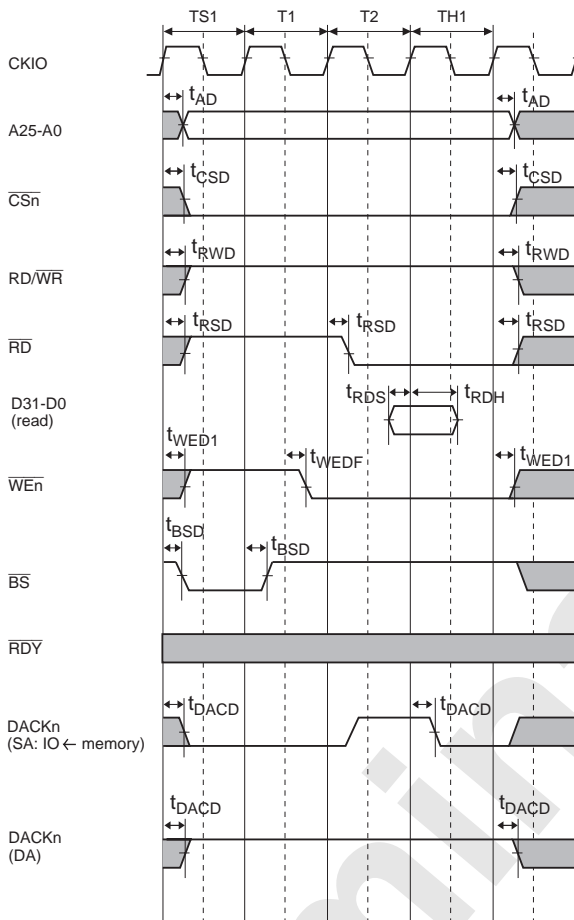 TS1 T1 T2 TH1
CKIO
tAD tAD
A25-A0
tCSD tCSD
CSn
tRWD tRWD
RD/WR
tRSD tRSD tRSD
RD
D31-D0
(read)
tRDS tRDH
tWED1 tWEDF tWED1
WEn
tBSD tBSD
BS
RDY
tDACD tDACD
DACKn
(SA: IO ← memory)
tDACD tDACD
DACKn
(DA)